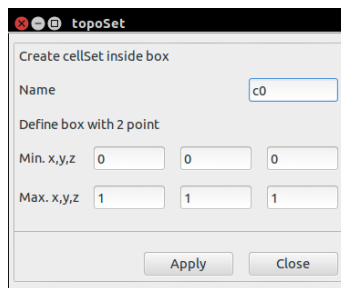 topoSet
Create cellSet inside box
Name c0
Define box with 2 point
Min. x,y,z 0 0 0
Max. x,y,z 1 1 1
Apply Close